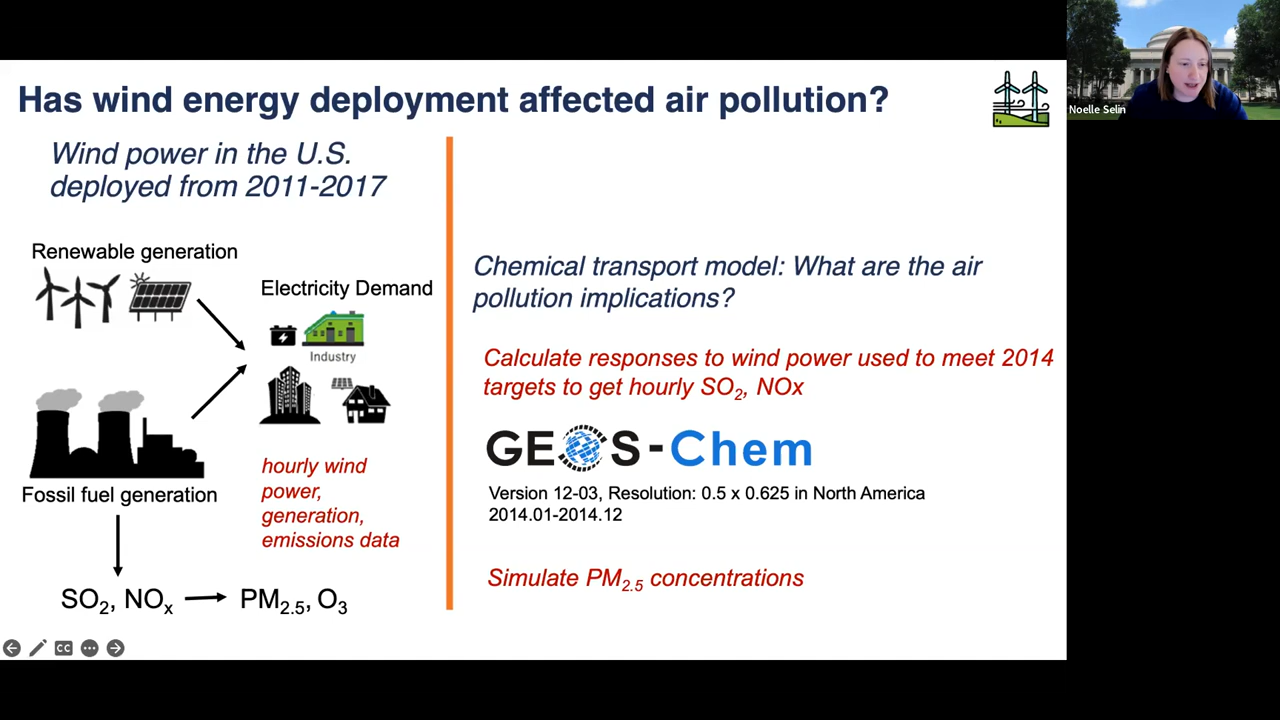 Has wind energy deployment affected air pollution?
Noelle Selin
Wind power in the U.S.
deployed from 2011-2017
Renewable generation
Electricity Demand
Industry
Fossil fuel generation
hourly wind
power,
generation,
emissions data
SO2, NOx
PM2.5, O3
Chemical transport model: What are the air
pollution implications?
Calculate responses to wind power used to meet 2014
targets to get hourly SO2, NOx
GEOS-Chem
Version 12-03, Resolution: 0.5 x 0.625 in North America
2014.01-2014.12
Simulate PM2.5 concentrations
CC